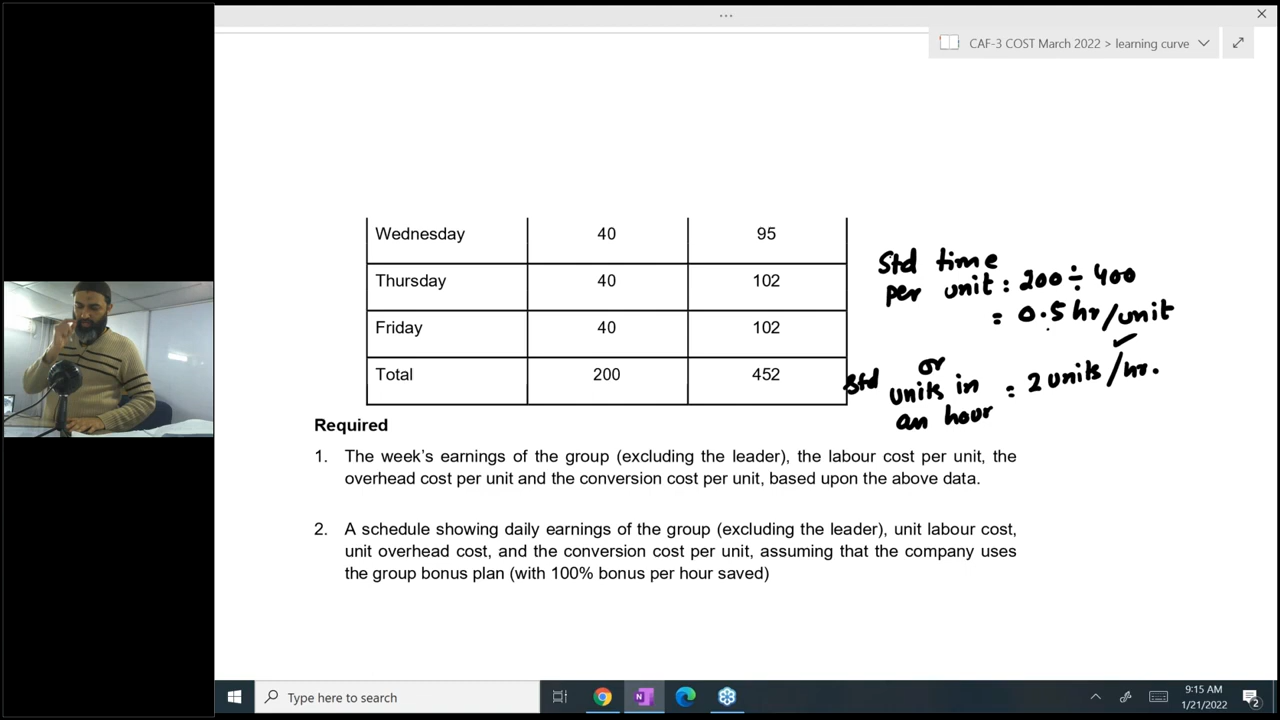 CAF-3 COST March 2022 > learning curve
Wednesday 40 95
Thursday 40 102
Friday 40 102
Total 200 452
Std time
per unit : 200 ÷ 400
= 0.5 hr/unit
or
Std units in = 2 units/hr.
an hour
Required
1. The week's earnings of the group (excluding the leader), the labour cost per unit, the
overhead cost per unit and the conversion cost per unit, based upon the above data.
2. A schedule showing daily earnings of the group (excluding the leader), unit labour cost,
unit overhead cost, and the conversion cost per unit, assuming that the company uses
the group bonus plan (with 100% bonus per hour saved)
Type here to search
9:15 AM
1/21/2022
2